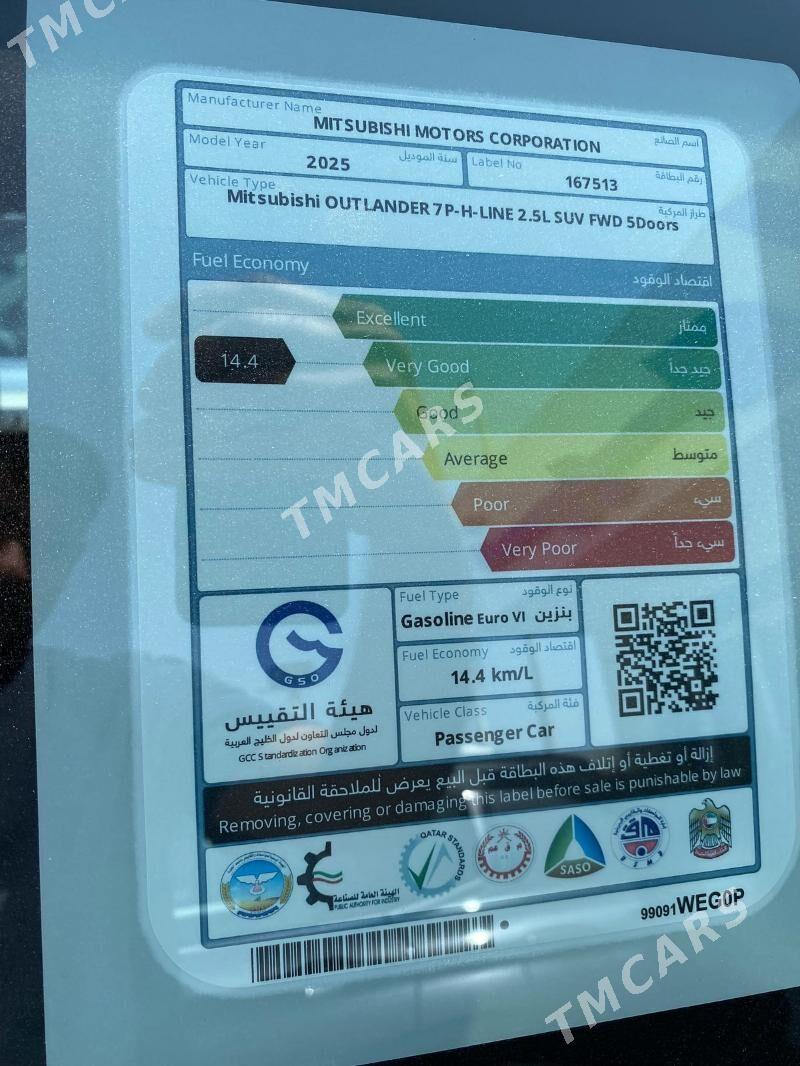 TMCARS
Manufacturer Name اسم الصانع
MITSUBISHI MOTORS CORPORATION
Model Year 2025 سنة الموديل
Label No 167513 رقم البطاقة
Vehicle Type طراز المركبة
Mitsubishi OUTLANDER 7P-H-LINE 2.5L SUV FWD 5Doors
Fuel Economy اقتصاد الوقود
Excellent ممتاز
14.4 Very Good جيد جداً
Good جيد
TMCARS
Average متوسط
Poor سيء
Very Poor سيء جداً
GSO
هيئة التقييس
لدول مجلس التعاون لدول الخليج العربية
GCC Standardization Organization
Fuel Type نوع الوقود
Gasoline Euro VI بنزين
Fuel Economy اقتصاد الوقود
14.4 km/L
Vehicle Class فئة المركبة
Passenger Car
إزالة أو تغطية أو إتلاف هذه البطاقة قبل البيع يعرض للملاحقة القانونية
Removing, covering or damaging this label before sale is punishable by law
الهيئة العامة للصناعة
PUBLIC AUTHORITY FOR INDUSTRY
QATAR STANDARDS
SASO
99091WEG0P
TMCARS